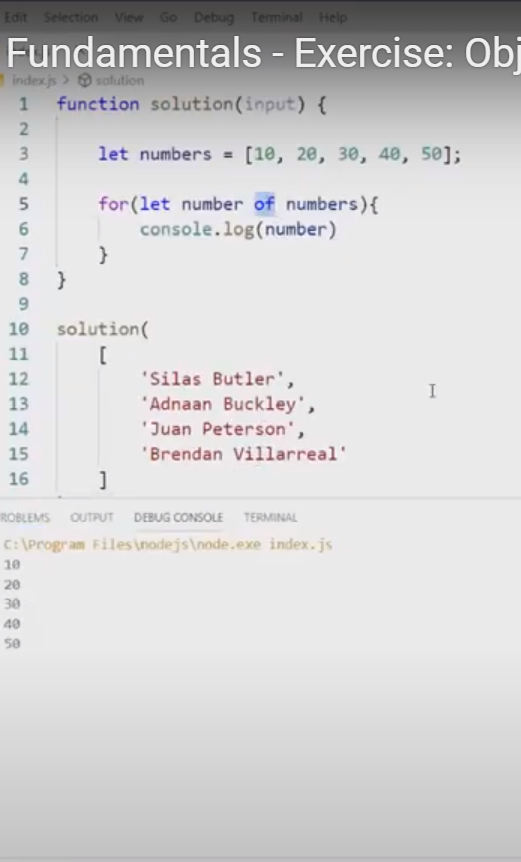 Edit Selection View Go Debug Terminal Help
Fundamentals - Exercise: Obj
index.js > solution
1 function solution(input) {
2
3 let numbers = [10, 20, 30, 40, 50];
4
5 for(let number of numbers){
6 console.log(number)
7 }
8 }
9
10 solution(
11 [
12 'Silas Butler',
13 'Adnaan Buckley',
14 'Juan Peterson',
15 'Brendan Villarreal'
16 ]
ROBLEMS OUTPUT DEBUG CONSOLE TERMINAL
C:\Program Files\nodejs\node.exe index.js
10
20
30
40
50